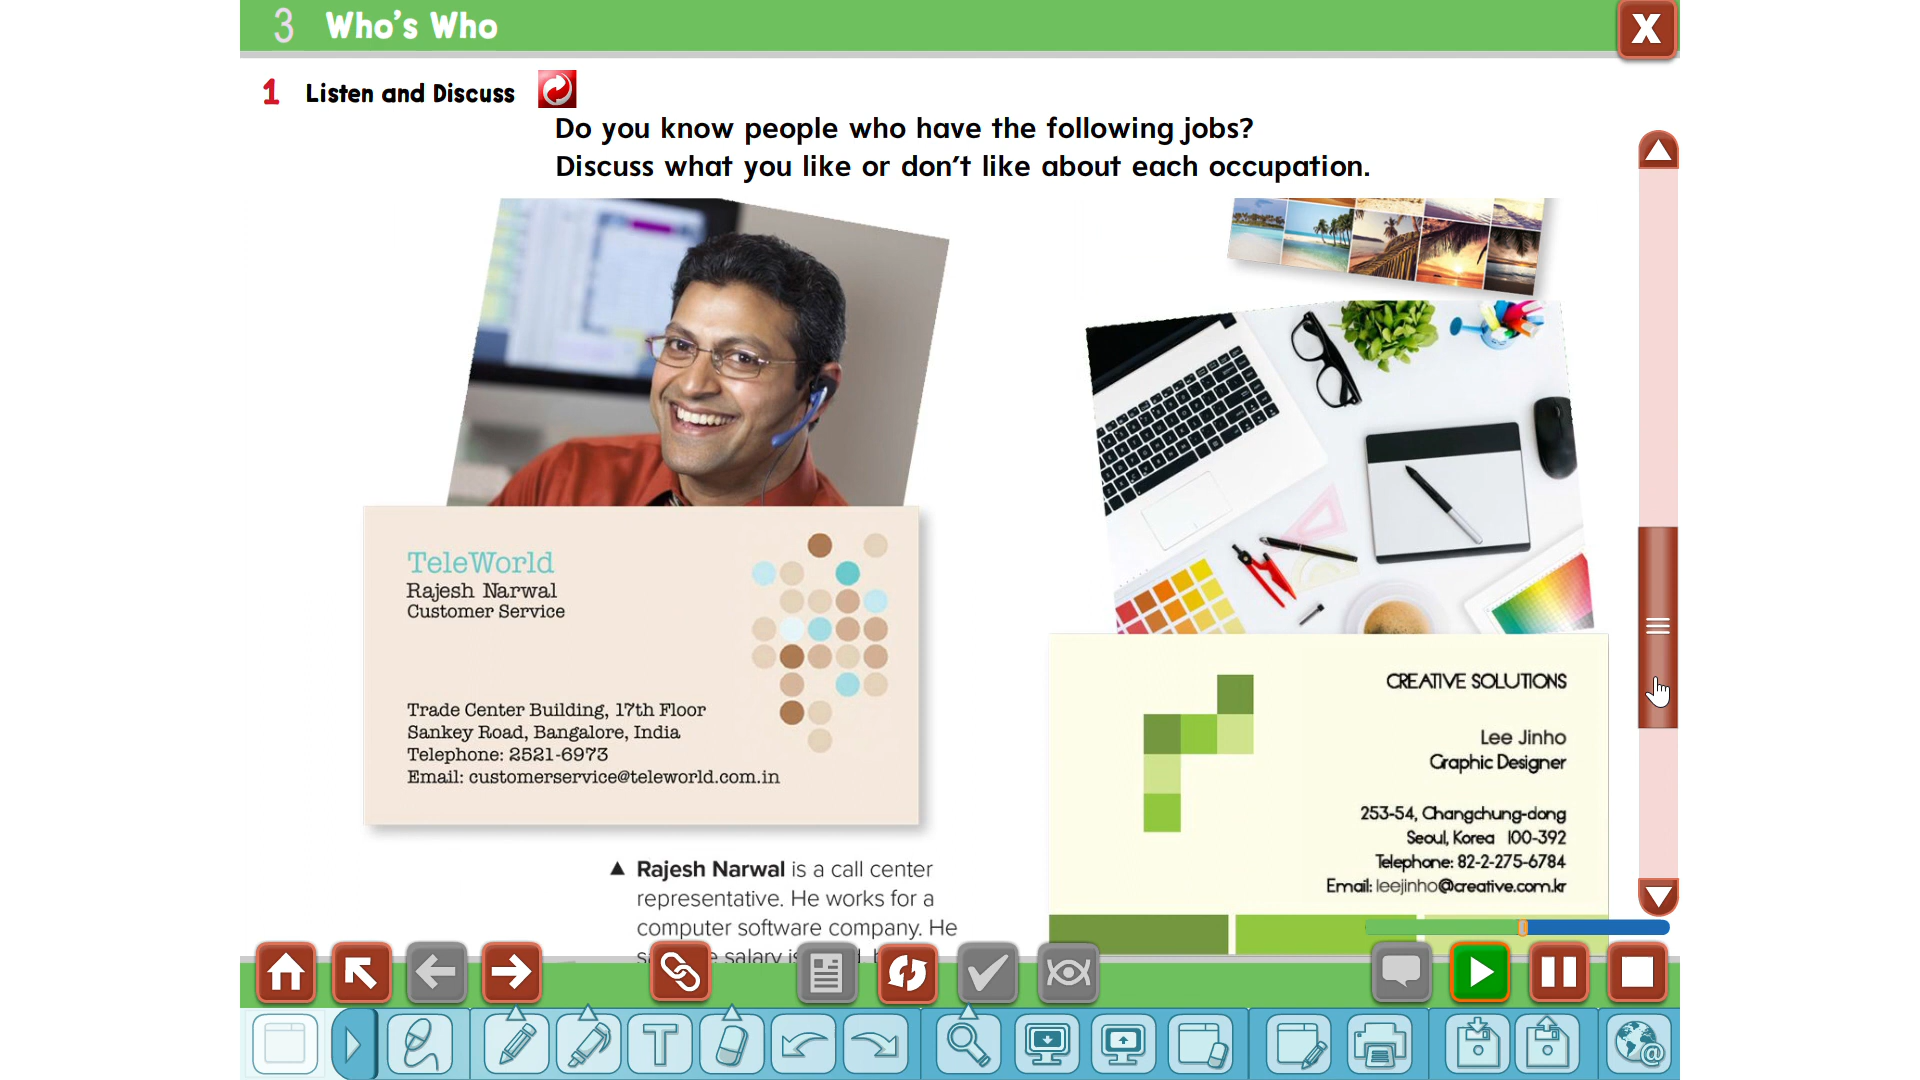 3 Who's Who
X
1 Listen and Discuss
Do you know people who have the following jobs?
Discuss what you like or don't like about each occupation.
TeleWorld
Rajesh Narwal
Customer Service
Trade Center Building, 17th Floor
Sankey Road, Bangalore, India
Telephone: 2521-6973
Email: customerservice@teleworld.com.in
▲ Rajesh Narwal is a call center
representative. He works for a
computer software company. He
salary
CREATIVE SOLUTIONS
Lee Jinho
Graphic Designer
253-54, Changchung-dong
Seoul, Korea 100-392
Telephone: 82-2-275-6784
Email: leejinho@creative.com.kr
T
@